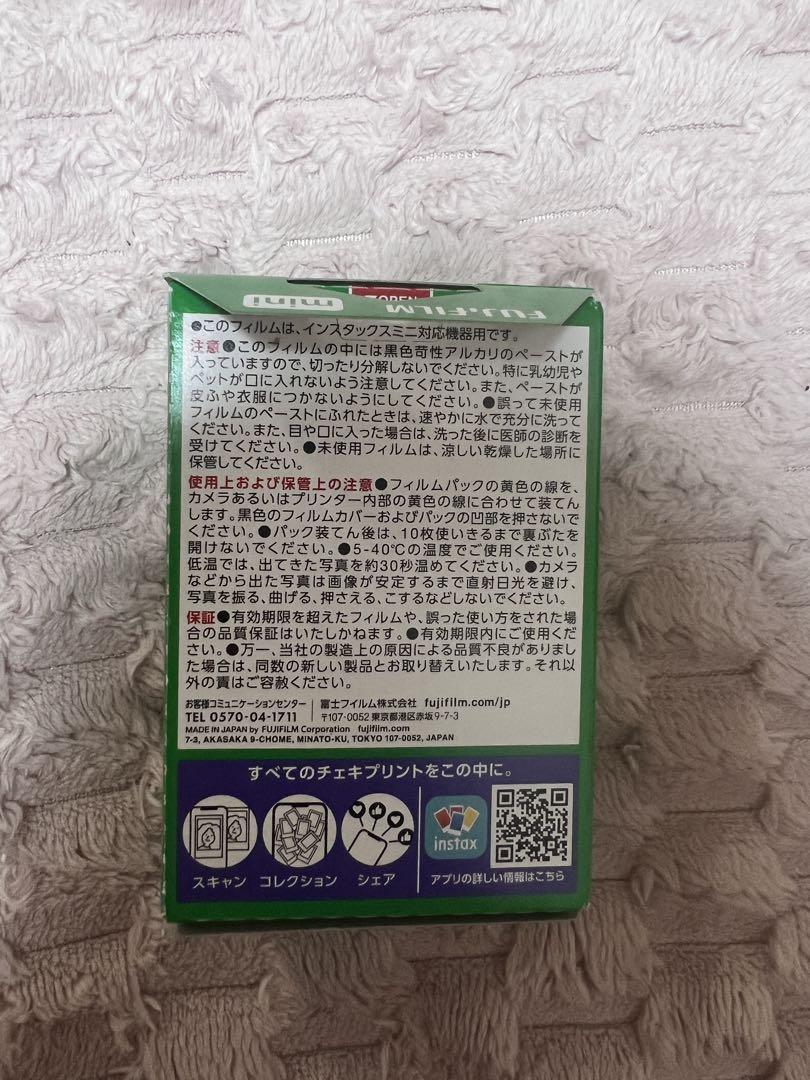 OPEN
FUJIFILM
mini
●このフィルムは、インスタックスミニ対応機器用です。
注意●このフィルムの中には黒色苛性アルカリのペーストが
入っていますので、切ったり分解しないでください。特に乳幼児や
ペットが口に入れないよう注意してください。また、ペーストが
皮ふや衣服につかないようにしてください。●誤って未使用
フィルムのペーストにふれたときは、速やかに水で充分に洗って
ください。また、目や口に入った場合は、洗った後に医師の診断を
受けてください。●未使用フィルムは、涼しい乾燥した場所に
保管してください。
使用上および保管上の注意●フィルムパックの黄色の線を、
カメラあるいはプリンター内部の黄色の線に合わせて装てん
します。黒色のフィルムカバーおよびパックの凹部を押さないで
ください。●パック装てん後は、10枚使いきるまで裏ぶたを
開けないでください。●5-40℃の温度でご使用ください。
低温では、出てきた写真を約30秒温めてください。●カメラ
などから出た写真は画像が安定するまで直射日光を避け、
写真を振る、曲げる、押さえる、こするなどしないでください。
保証●有効期限を超えたフィルムや、誤った使い方をされた場
合の品質保証はいたしかねます。●有効期限内にご使用くだ
さい。●万一、当社の製造上の原因による品質不良がありまし
た場合は、同数の新しい製品とお取り替えいたします。それ以
外の責はご容赦ください。
お客様コミュニケーションセンター 富士フイルム株式会社 fujifilm.com/jp
TEL 0570-04-1711 〒107-0052 東京都港区赤坂9-7-3
MADE IN JAPAN by FUJIFILM Corporation fujifilm.com
7-3, AKASAKA 9-CHOME, MINATO-KU, TOKYO 107-0052, JAPAN
すべてのチェキプリントをこの中に。
instax
スキャン コレクション シェア アプリの詳しい情報はこちら